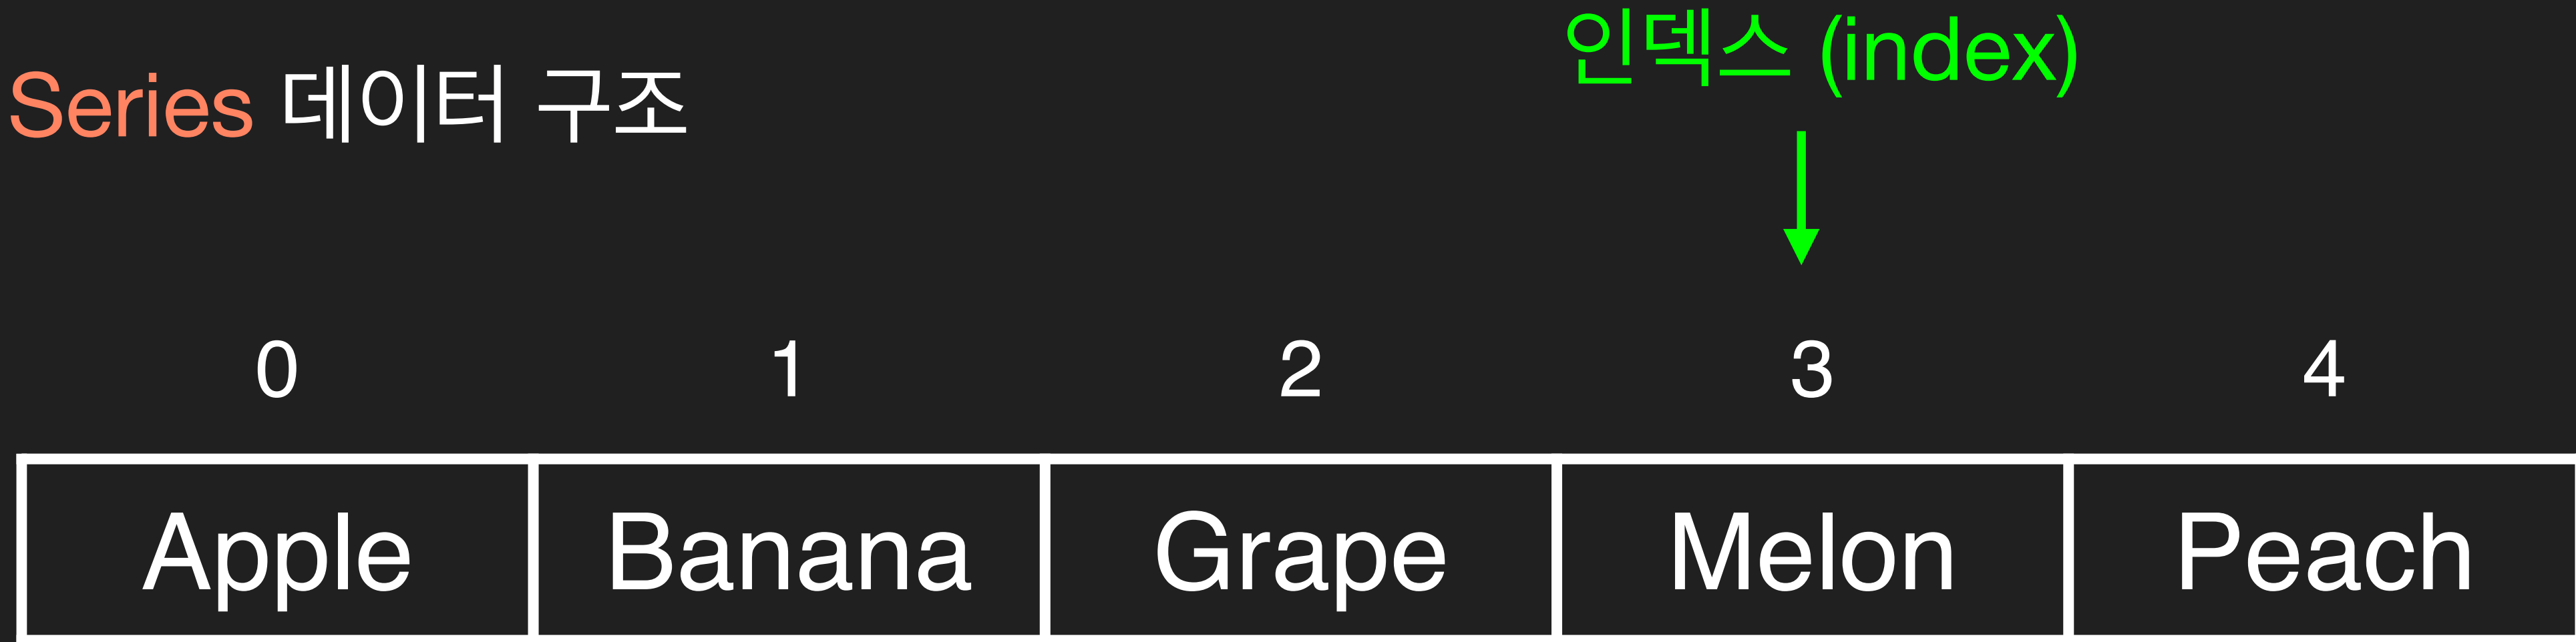 인덱스 (index)
Series 데이터 구조
0 1 2 3 4
Apple Banana Grape Melon Peach